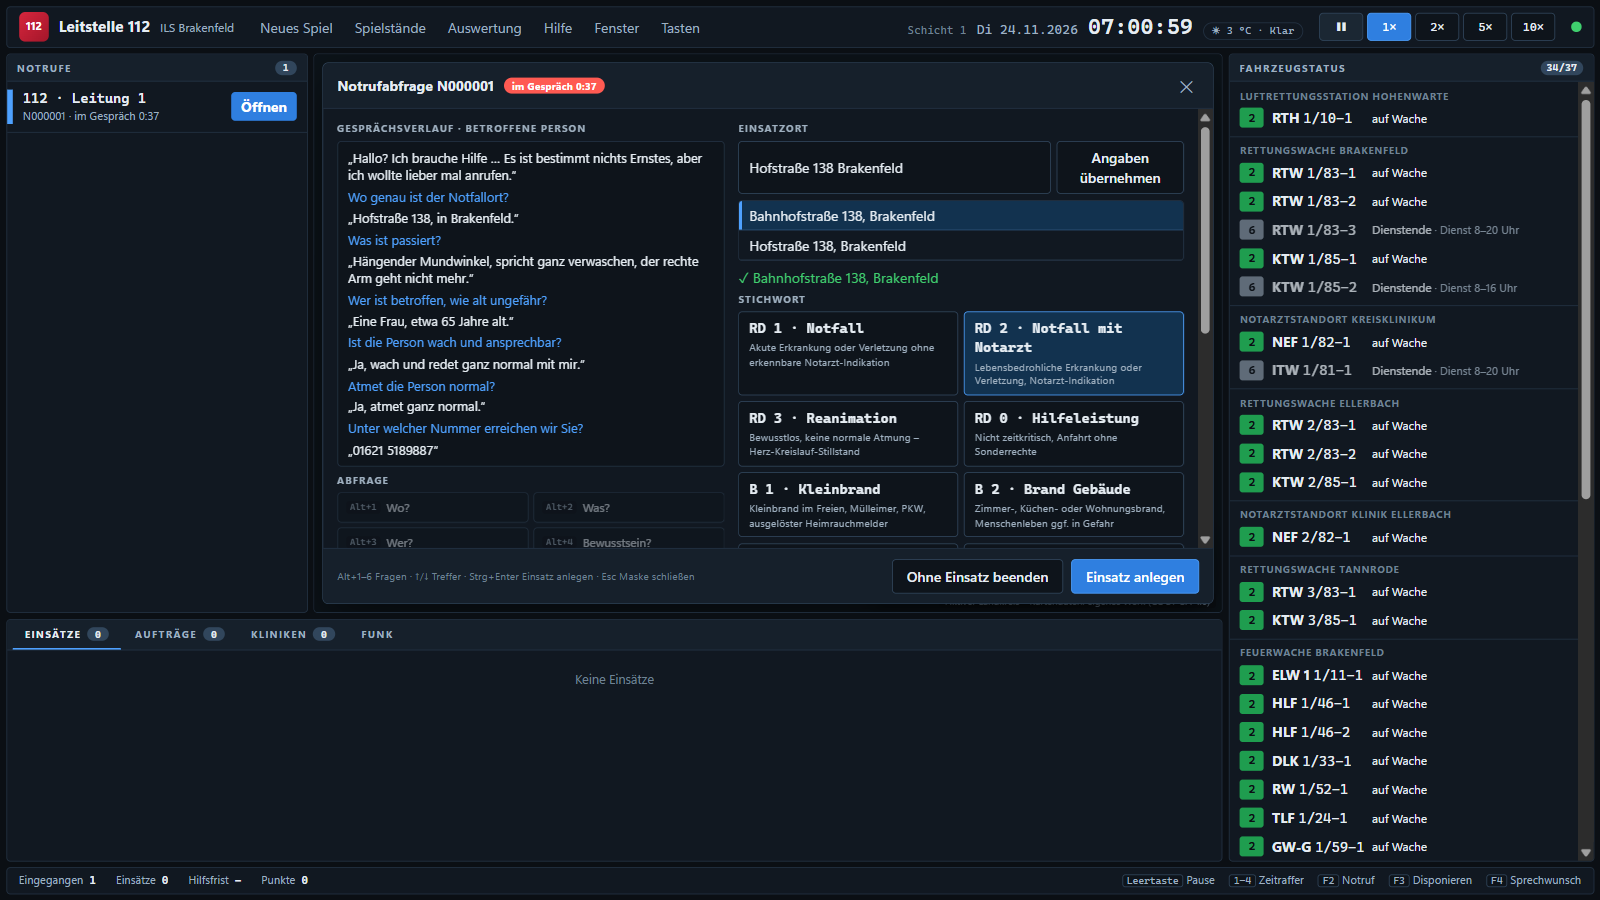 112 Leitstelle 112 ILS Brakenfeld Neues Spiel Spielstände Auswertung Hilfe Fenster Tasten Schicht 1 Di 24.11.2026 07:00:59 ☀ 3 °C · Klar 1× 2× 5× 10×
NOTRUFE 1
112 · Leitung 1
N000001 · im Gespräch 0:37
Öffnen
Notrufabfrage N000001 im Gespräch 0:37
GESPRÄCHSVERLAUF · BETROFFENE PERSON
„Hallo? Ich brauche Hilfe … Es ist bestimmt nichts Ernstes, aber
ich wollte lieber mal anrufen.“
Wo genau ist der Notfallort?
„Hofstraße 138, in Brakenfeld.“
Was ist passiert?
„Hängender Mundwinkel, spricht ganz verwaschen, der rechte
Arm geht nicht mehr.“
Wer ist betroffen, wie alt ungefähr?
„Eine Frau, etwa 65 Jahre alt.“
Ist die Person wach und ansprechbar?
„Ja, wach und redet ganz normal mit mir.“
Atmet die Person normal?
„Ja, atmet ganz normal.“
Unter welcher Nummer erreichen wir Sie?
„01621 5189887“
ABFRAGE
Alt+1 Wo?
Alt+2 Was?
Alt+3 Wer?
Alt+4 Bewusstsein?
EINSATZORT
Hofstraße 138 Brakenfeld
Angaben
übernehmen
Bahnhofstraße 138, Brakenfeld
Hofstraße 138, Brakenfeld
✓ Bahnhofstraße 138, Brakenfeld
STICHWORT
RD 1 · Notfall
Akute Erkrankung oder Verletzung ohne
erkennbare Notarzt-Indikation
RD 2 · Notfall mit
Notarzt
Lebensbedrohliche Erkrankung oder
Verletzung, Notarzt-Indikation
RD 3 · Reanimation
Bewusstlos, keine normale Atmung –
Herz-Kreislauf-Stillstand
RD 0 · Hilfeleistung
Nicht zeitkritisch, Anfahrt ohne
Sonderrechte
B 1 · Kleinbrand
Kleinbrand im Freien, Mülleimer, PKW,
ausgelöster Heimrauchmelder
B 2 · Brand Gebäude
Zimmer-, Küchen- oder Wohnungsbrand,
Menschenleben ggf. in Gefahr
Alt+1–6 Fragen · ↑/↓ Treffer · Strg+Enter Einsatz anlegen · Esc Maske schließen
Ohne Einsatz beenden
Einsatz anlegen
EINSÄTZE 0 AUFTRÄGE 0 KLINIKEN 0 FUNK
Keine Einsätze
FAHRZEUGSTATUS 34/37
LUFTRETTUNGSSTATION HOHENWARTE
2 RTH 1/10-1 auf Wache
RETTUNGSWACHE BRAKENFELD
2 RTW 1/83-1 auf Wache
2 RTW 1/83-2 auf Wache
6 RTW 1/83-3 Dienstende · Dienst 8–20 Uhr
2 KTW 1/85-1 auf Wache
6 KTW 1/85-2 Dienstende · Dienst 8–16 Uhr
NOTARZTSTANDORT KREISKLINIKUM
2 NEF 1/82-1 auf Wache
6 ITW 1/81-1 Dienstende · Dienst 8–20 Uhr
RETTUNGSWACHE ELLERBACH
2 RTW 2/83-1 auf Wache
2 RTW 2/83-2 auf Wache
2 KTW 2/85-1 auf Wache
NOTARZTSTANDORT KLINIK ELLERBACH
2 NEF 2/82-1 auf Wache
RETTUNGSWACHE TANNRODE
2 RTW 3/83-1 auf Wache
2 KTW 3/85-1 auf Wache
FEUERWACHE BRAKENFELD
2 ELW 1 1/11-1 auf Wache
2 HLF 1/46-1 auf Wache
2 HLF 1/46-2 auf Wache
2 DLK 1/33-1 auf Wache
2 RW 1/52-1 auf Wache
2 TLF 1/24-1 auf Wache
2 GW-G 1/59-1 auf Wache
Eingegangen 1 Einsätze 0 Hilfsfrist – Punkte 0 Leertaste Pause 1–4 Zeitraffer F2 Notruf F3 Disponieren F4 Sprechwunsch